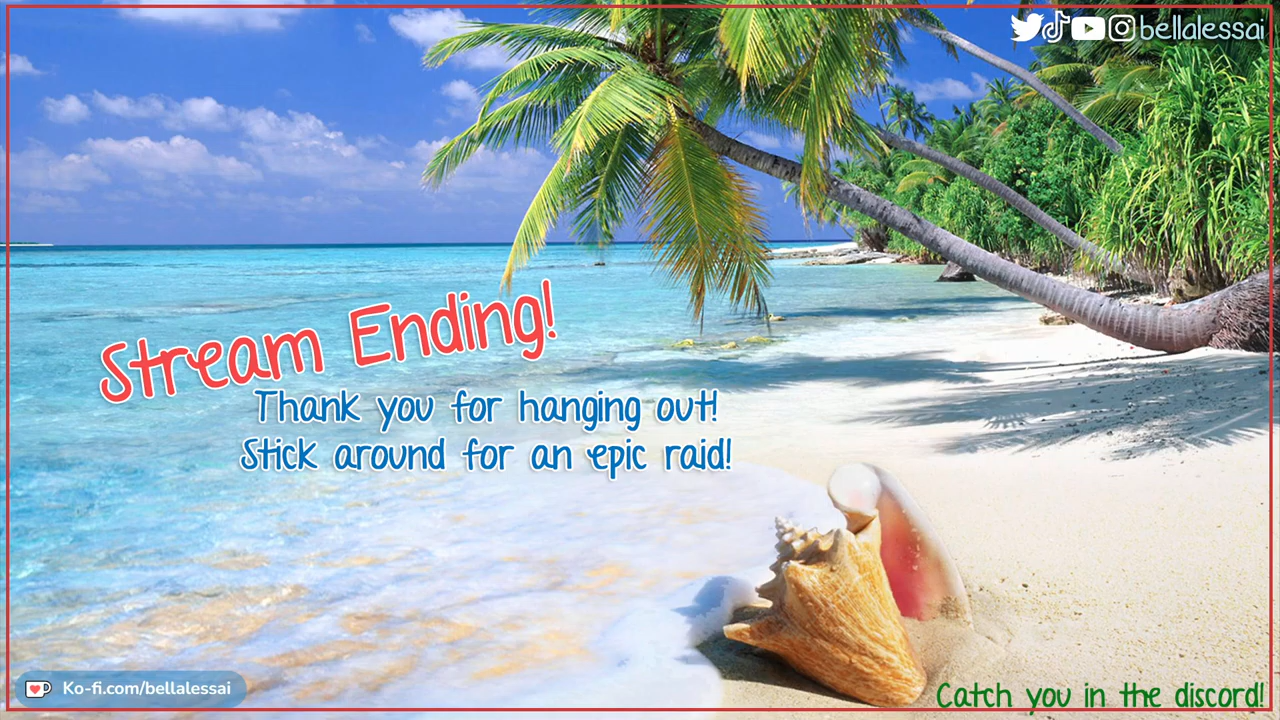 bellalessai
Stream Ending!
Thank you for hanging out!
Stick around for an epic raid!
Ko-fi.com/bellalessai
Catch you in the discord!